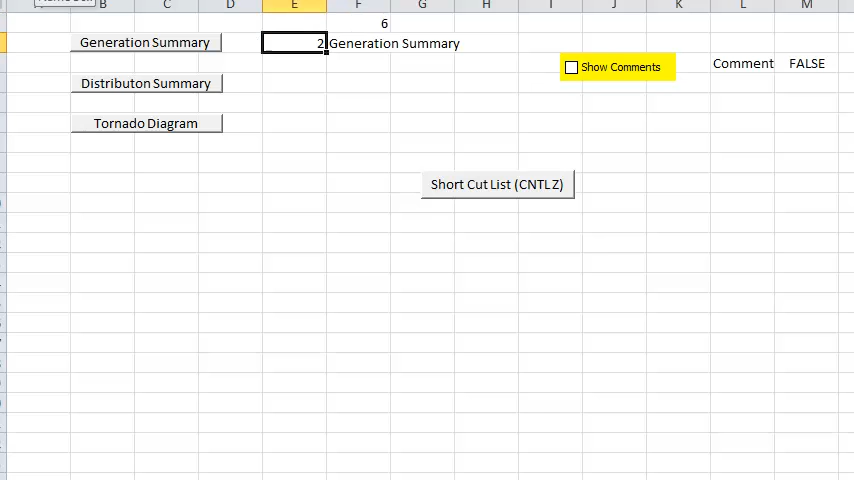 B C D E F G H I J K L M
6
Generation Summary 2 Generation Summary
Show Comments Comment FALSE
Distributon Summary
Tornado Diagram
Short Cut List (CNTL Z)